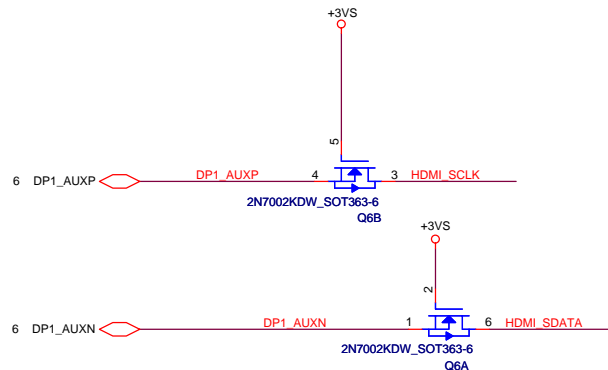 +3VS
5
6 DP1_AUXP DP1_AUXP 4 3 HDMI_SCLK
2N7002KDW_SOT363-6
Q6B
+3VS
2
6 DP1_AUXN DP1_AUXN 1 6 HDMI_SDATA
2N7002KDW_SOT363-6
Q6A